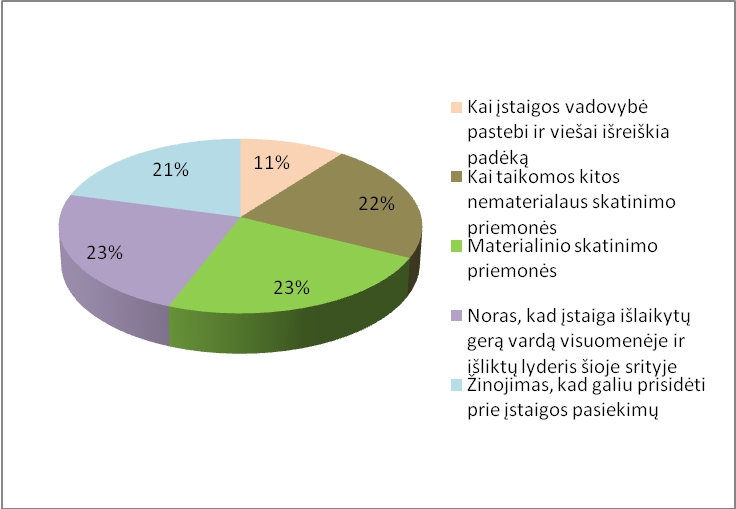 11%
22%
23%
23%
21%
Kai įstaigos vadovybė
pastebi ir viešai išreiškia
padėką
Kai taikomos kitos
nematerialaus skatinimo
priemonės
Materialinio skatinimo
priemonės
Noras, kad įstaiga išlaikytų
gerą vardą visuomenėje ir
išliktų lyderis šioje srityje
Žinojimas, kad galiu prisidėti
prie įstaigos pasiekimų